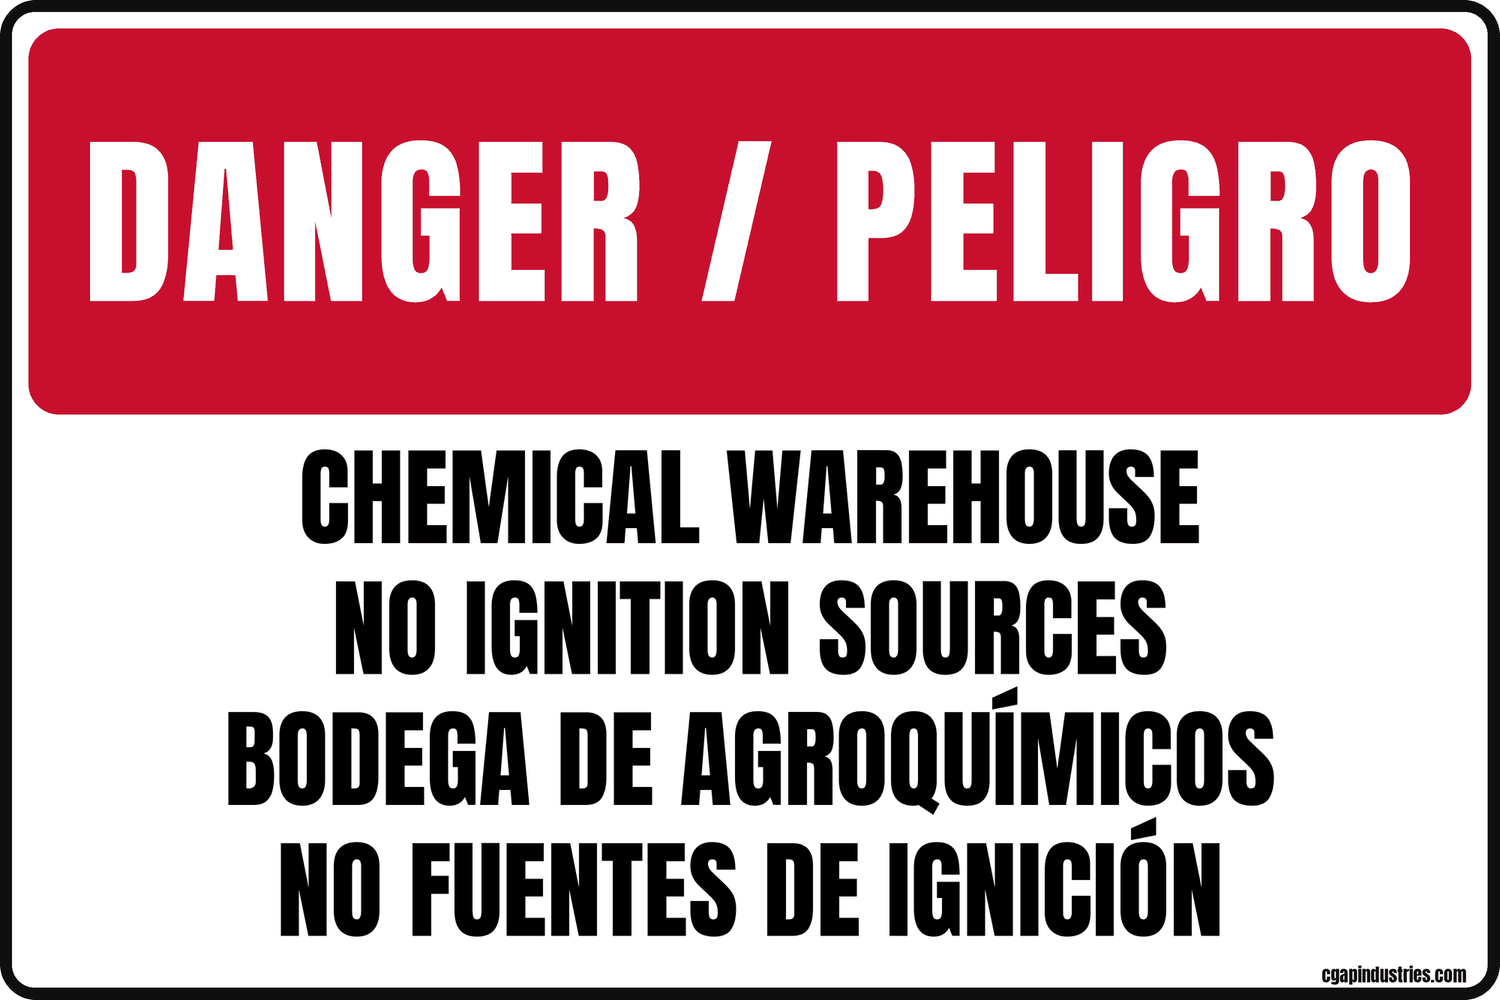 DANGER / PELIGRO
CHEMICAL WAREHOUSE
NO IGNITION SOURCES
BODEGA DE AGROQUÍMICOS
NO FUENTES DE IGNICIÓN
cgapindustries.com